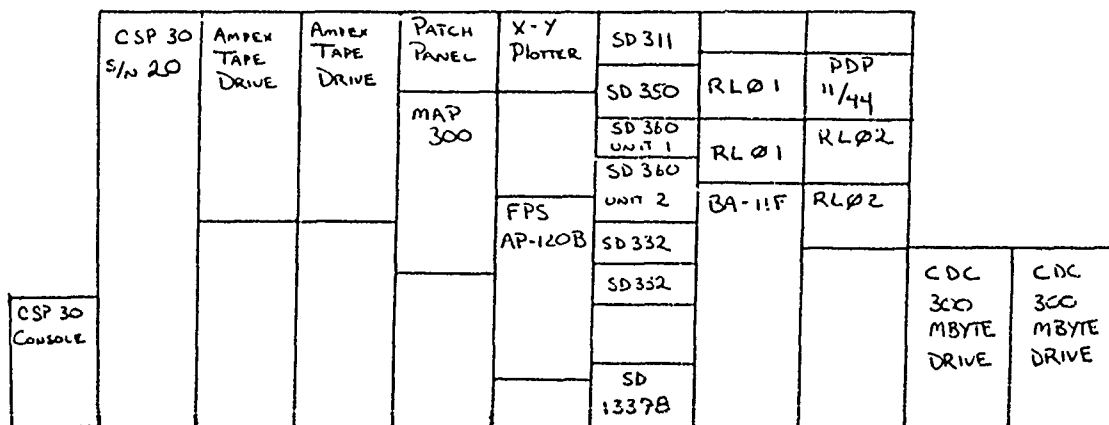 CSP 30
S/N 20
AMPEX
TAPE
DRIVE
AMPEX
TAPE
DRIVE
PATCH
PANEL
MAP
300
X-Y
PLOTTER
FPS
AP-120B
SD 311
SD 350
SD 360
UNIT 1
SD 360
UNIT 2
SD 332
SD 352
SD
13378
RLØ1
RLØ1
BA-11F
PDP
11/44
RLØ2
RLØ2
CSP 30
CONSOLE
CDC
300
MBYTE
DRIVE
CDC
300
MBYTE
DRIVE